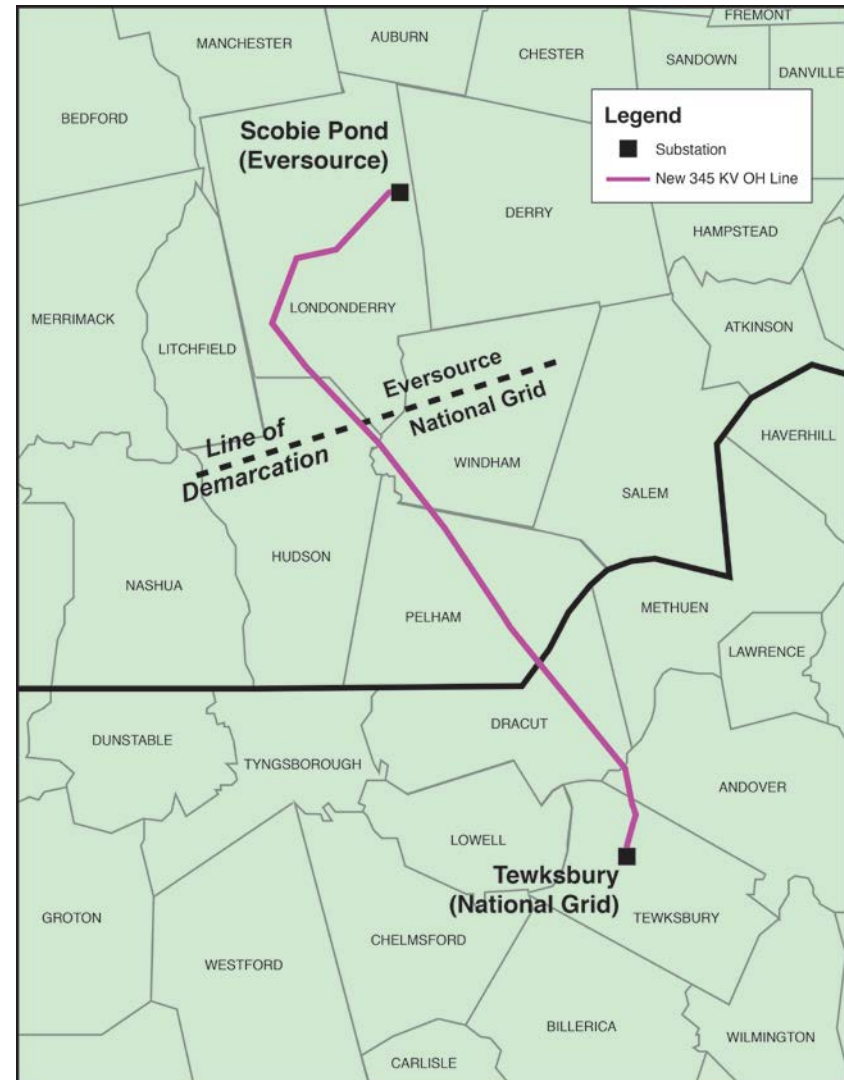 FREMONT
MANCHESTER
AUBURN
CHESTER
SANDOWN
DANVILLE
BEDFORD
Legend
Substation
New 345 KV OH Line
Scobie Pond
(Eversource)
DERRY
HAMPSTEAD
LONDONDERRY
MERRIMACK
LITCHFIELD
ATKINSON
Eversource
National Grid
Line of
Demarcation
HAVERHILL
WINDHAM
SALEM
HUDSON
NASHUA
PELHAM
METHUEN
LAWRENCE
DRACUT
DUNSTABLE
TYNGSBOROUGH
ANDOVER
LOWELL
Tewksbury
(National Grid)
TEWKSBURY
GROTON
CHELMSFORD
WESTFORD
BILLERICA
WILMINGTON
CARLISLE